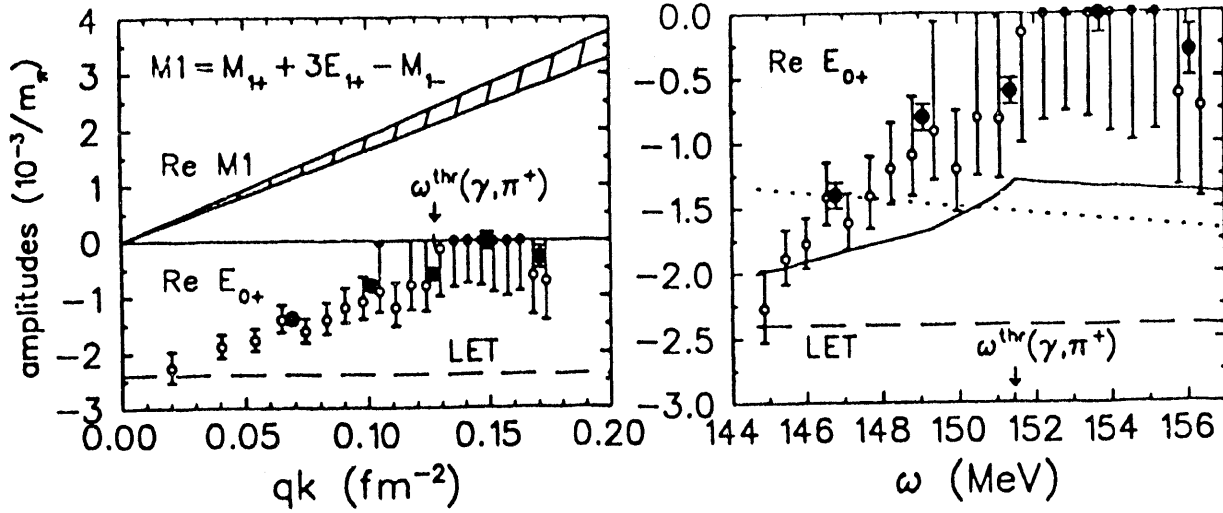 amplitudes (10⁻³/mπ)
4
3
2
1
0
−1
−2
−3
M1 = M₁₊ + 3E₁₊ − M₁₋
Re M1
ωᵗʰʳ(γ,π⁺)
Re E₀₊
LET
0.00 0.05 0.10 0.15 0.20
qk (fm⁻²)
0.0
−0.5
−1.0
−1.5
−2.0
−2.5
−3.0
Re E₀₊
LET
ωᵗʰʳ(γ,π⁺)
144 146 148 150 152 154 156
ω (MeV)